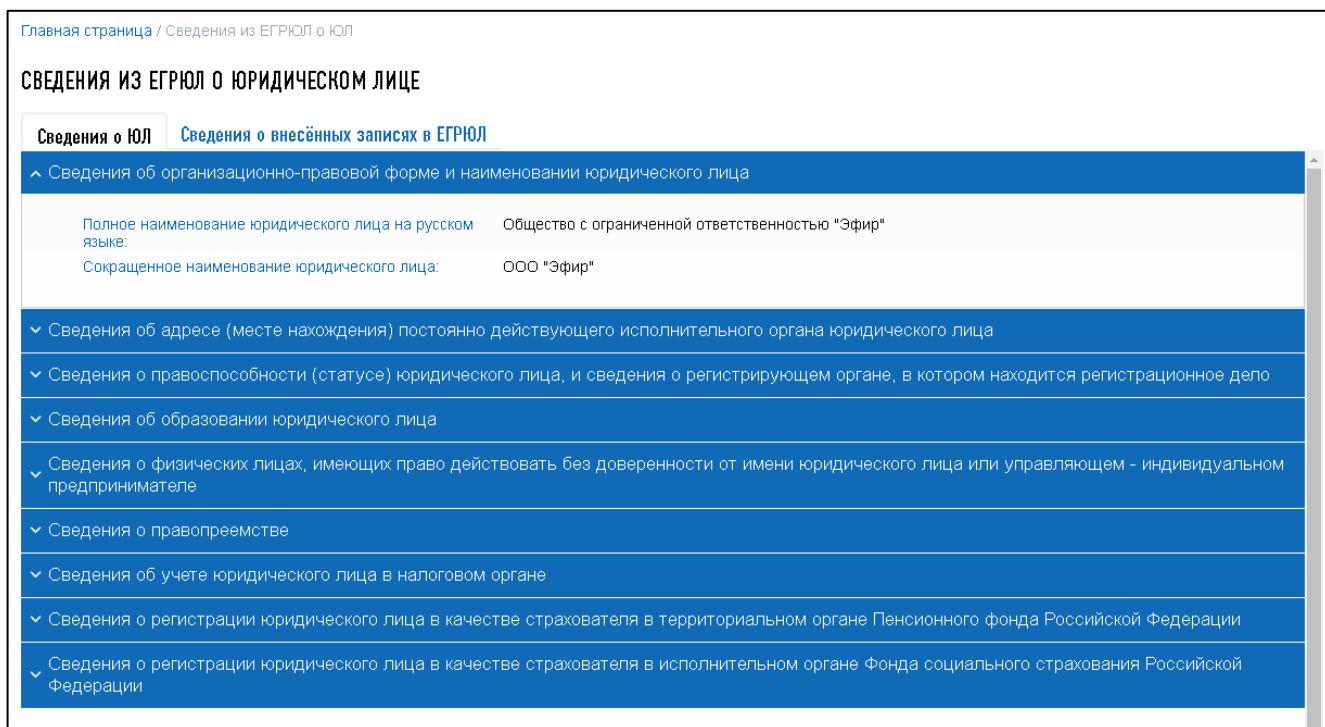 Главная страница / Сведения из ЕГРЮЛ о ЮЛ
СВЕДЕНИЯ ИЗ ЕГРЮЛ О ЮРИДИЧЕСКОМ ЛИЦЕ
Сведения о ЮЛ Сведения о внесённых записях в ЕГРЮЛ
Сведения об организационно-правовой форме и наименовании юридического лица
Полное наименование юридического лица на русском Общество с ограниченной ответственностью "Эфир"
языке:
Сокращенное наименование юридического лица: ООО "Эфир"
Сведения об адресе (месте нахождения) постоянно действующего исполнительного органа юридического лица
Сведения о правоспособности (статусе) юридического лица, и сведения о регистрирующем органе, в котором находится регистрационное дело
Сведения об образовании юридического лица
Сведения о физических лицах, имеющих право действовать без доверенности от имени юридического лица или управляющем - индивидуальном
предпринимателе
Сведения о правопреемстве
Сведения об учете юридического лица в налоговом органе
Сведения о регистрации юридического лица в качестве страхователя в территориальном органе Пенсионного фонда Российской Федерации
Сведения о регистрации юридического лица в качестве страхователя в исполнительном органе Фонда социального страхования Российской
Федерации